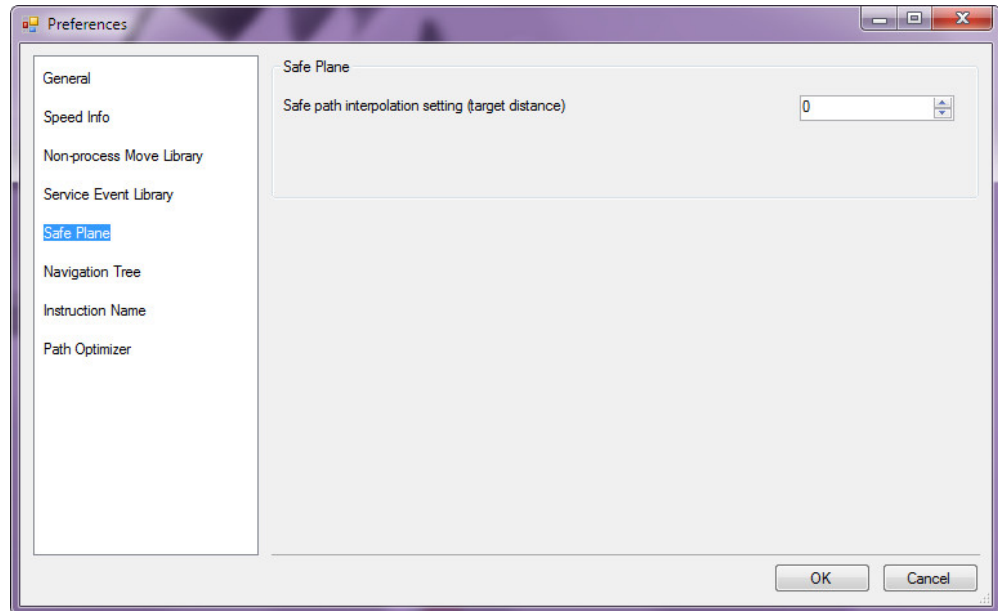 Preferences
General
Speed Info
Non-process Move Library
Service Event Library
Safe Plane
Navigation Tree
Instruction Name
Path Optimizer
Safe Plane
Safe path interpolation setting (target distance)
0
OK
Cancel